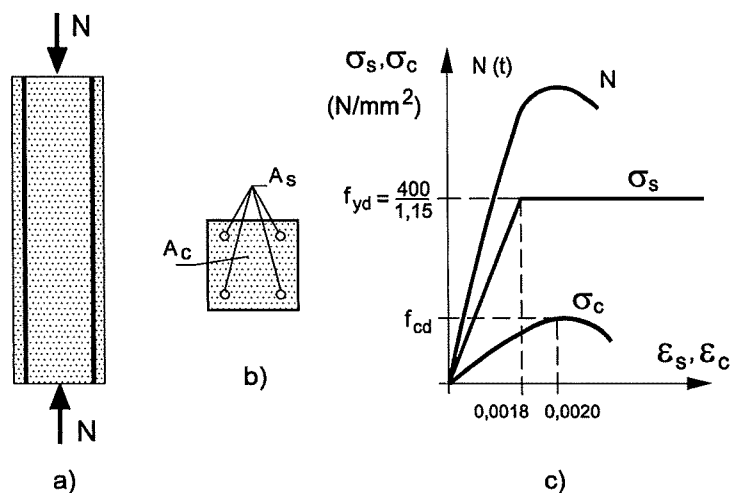 N
N
a)
A_s
A_c
b)
σ_s,σ_c
(N/mm²)
N (t)
N
f_yd = 400/1,15
σ_s
f_cd
σ_c
ε_s, ε_c
0,0018
0,0020
c)